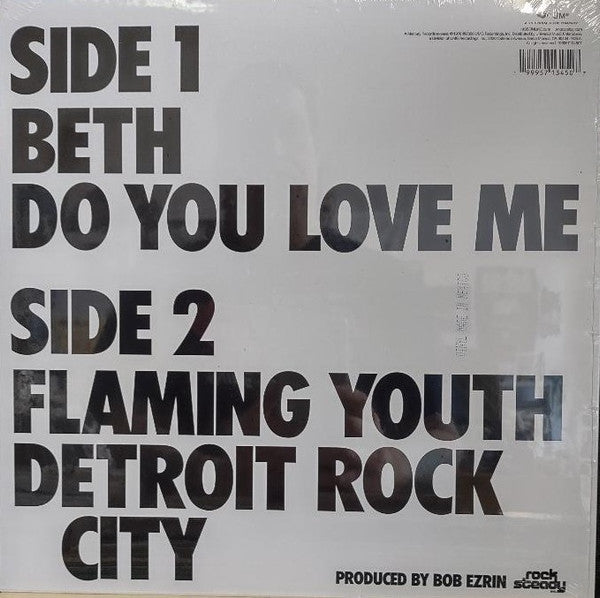 SIDE 1
BETH
DO YOU LOVE ME
SIDE 2
FLAMING YOUTH
DETROIT ROCK
CITY
PRODUCED BY BOB EZRIN
rock
steady